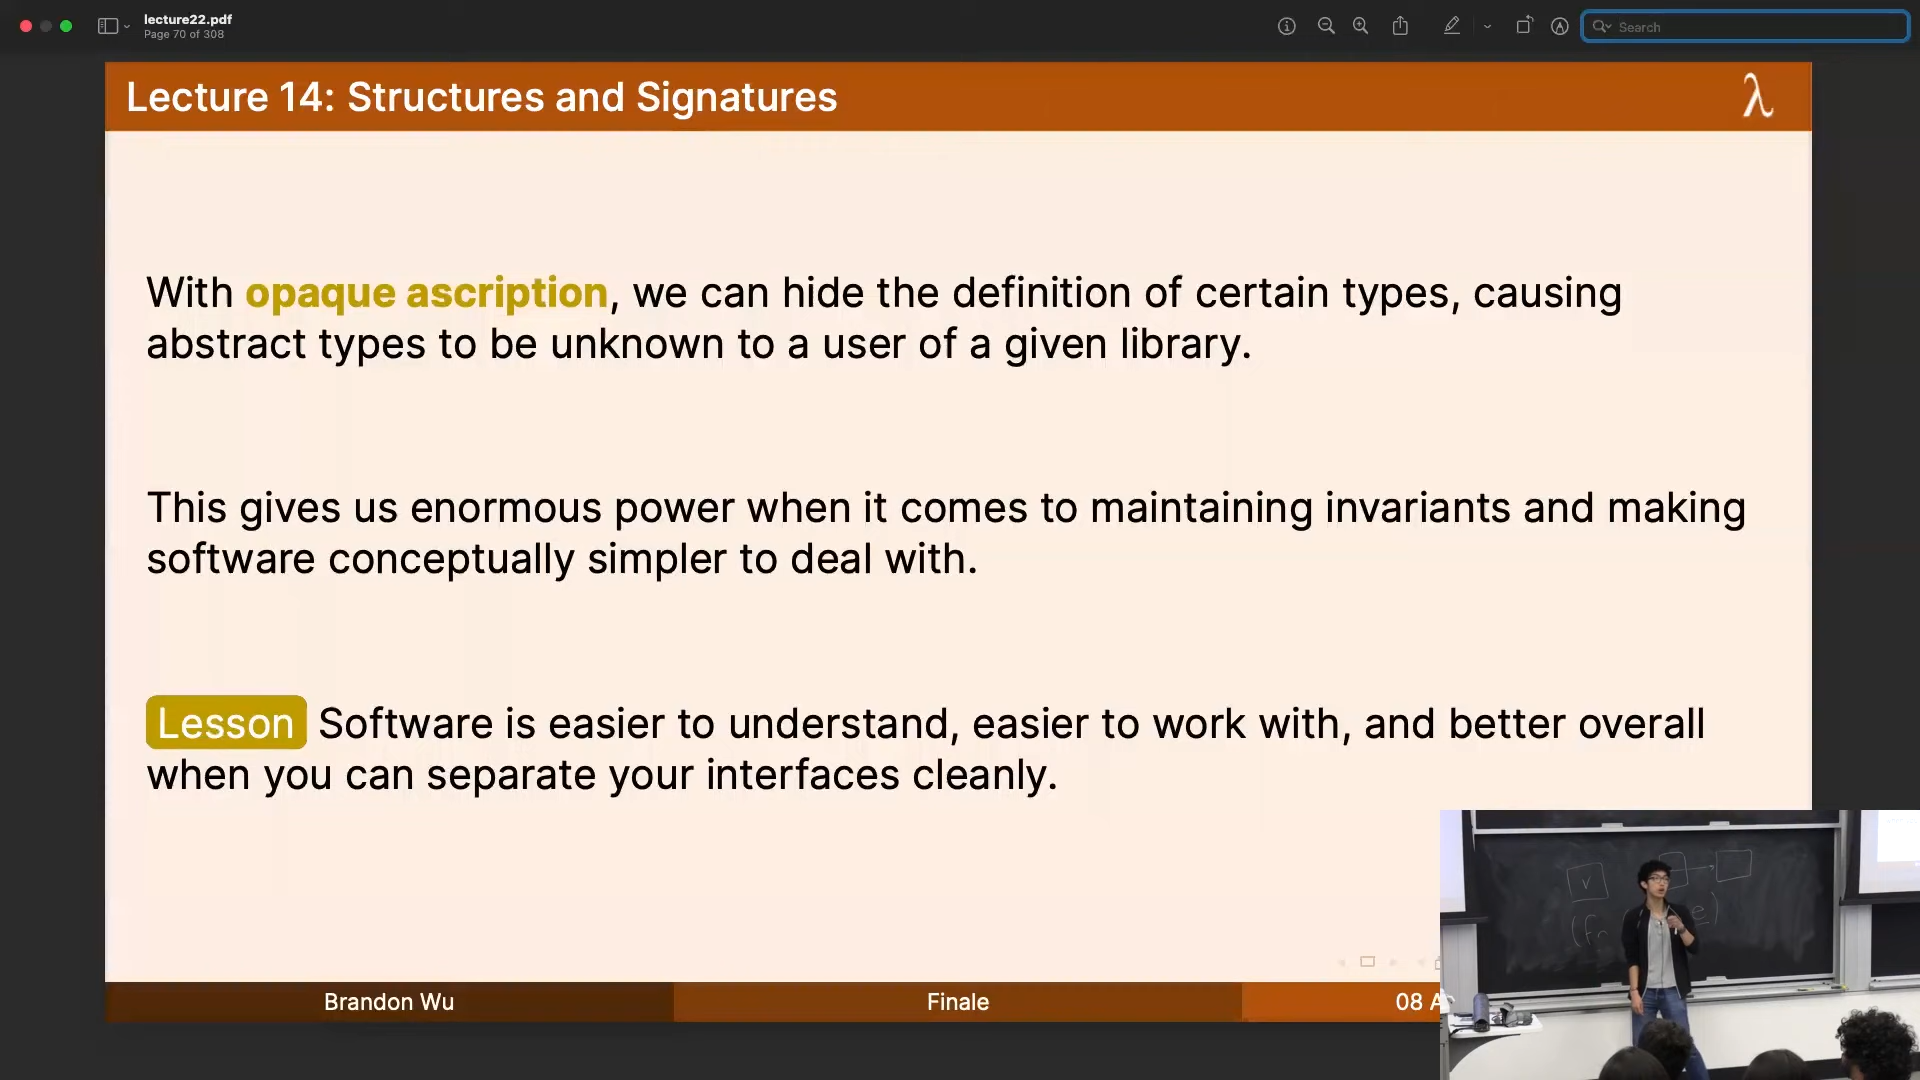 lecture22.pdf
Page 70 of 308
Search
Lecture 14: Structures and Signatures
λ
With opaque ascription, we can hide the definition of certain types, causing
abstract types to be unknown to a user of a given library.
This gives us enormous power when it comes to maintaining invariants and making
software conceptually simpler to deal with.
Lesson Software is easier to understand, easier to work with, and better overall
when you can separate your interfaces cleanly.
v
e)
Brandon Wu
Finale
08 A